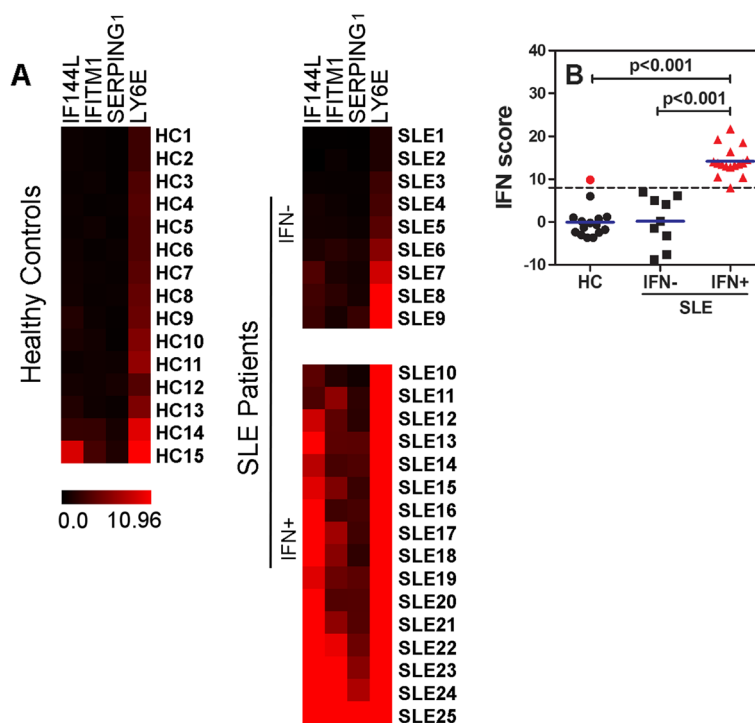 A
IF144L
IFITM1
SERPING1
LY6E
Healthy Controls
HC1
HC2
HC3
HC4
HC5
HC6
HC7
HC8
HC9
HC10
HC11
HC12
HC13
HC14
HC15
0.0 10.96
IF144L
IFITM1
SERPING1
LY6E
SLE Patients
IFN-
SLE1
SLE2
SLE3
SLE4
SLE5
SLE6
SLE7
SLE8
SLE9
IFN+
SLE10
SLE11
SLE12
SLE13
SLE14
SLE15
SLE16
SLE17
SLE18
SLE19
SLE20
SLE21
SLE22
SLE23
SLE24
SLE25
B
p<0.001
p<0.001
IFN score
40
30
20
10
0
-10
HC IFN- IFN+
SLE